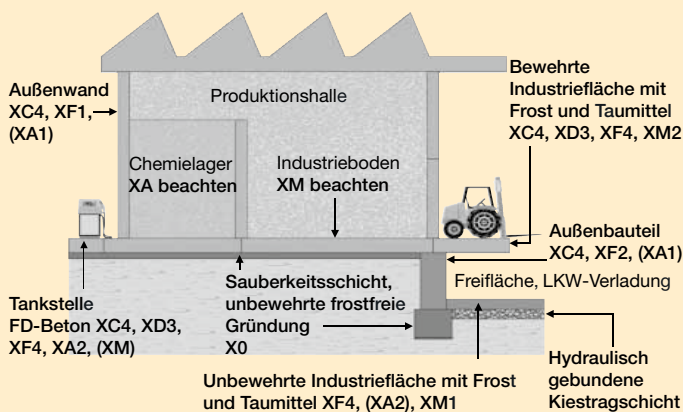 Außenwand
XC4, XF1,
(XA1)
Produktionshalle
Bewehrte
Industriefläche mit
Frost und Taumittel
XC4, XD3, XF4, XM2
Chemielager
XA beachten
Industrieboden
XM beachten
Außenbauteil
XC4, XF2, (XA1)
Tankstelle
FD-Beton XC4, XD3,
XF4, XA2, (XM)
Sauberkeitsschicht,
unbewehrte frostfreie
Gründung
X0
Freifläche, LKW-Verladung
Unbewehrte Industriefläche mit Frost
und Taumittel XF4, (XA2), XM1
Hydraulisch
gebundene
Kiestragschicht